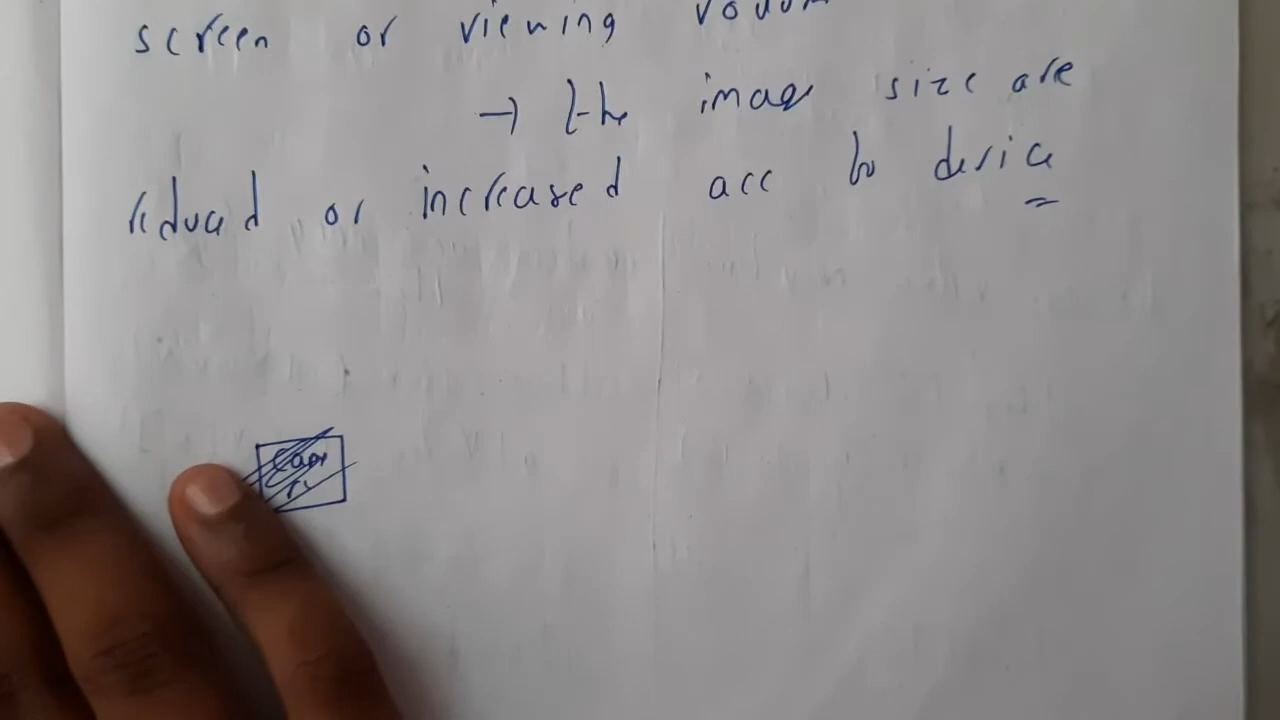 screen or viewing
→ the image size are
reduced or increased acc to device